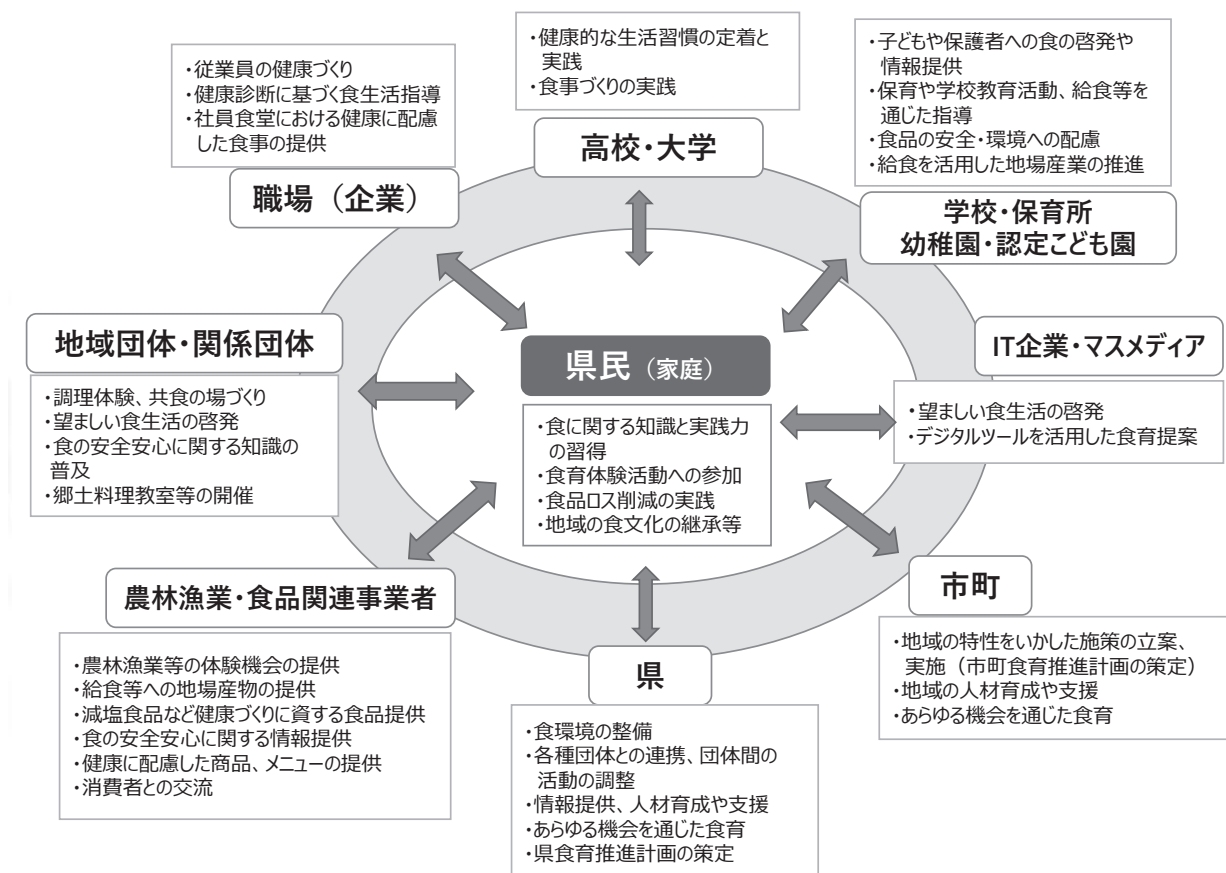 ・健康的な生活習慣の定着と
実践
・食事づくりの実践
高校・大学
・従業員の健康づくり
・健康診断に基づく食生活指導
・社員食堂における健康に配慮
した食事の提供
職場（企業）
・子どもや保護者への食の啓発や
情報提供
・保育や学校教育活動、給食等を
通じた指導
・食品の安全・環境への配慮
・給食を活用した地場産業の推進
学校・保育所
幼稚園・認定こども園
地域団体・関係団体
・調理体験、共食の場づくり
・望ましい食生活の啓発
・食の安全安心に関する知識の
普及
・郷土料理教室等の開催
県民（家庭）
・食に関する知識と実践力
の習得
・食育体験活動への参加
・食品ロス削減の実践
・地域の食文化の継承等
IT企業・マスメディア
・望ましい食生活の啓発
・デジタルツールを活用した食育提案
農林漁業・食品関連事業者
・農林漁業等の体験機会の提供
・給食等への地場産物の提供
・減塩食品など健康づくりに資する食品提供
・食の安全安心に関する情報提供
・健康に配慮した商品、メニューの提供
・消費者との交流
県
・食環境の整備
・各種団体との連携、団体間の
活動の調整
・情報提供、人材育成や支援
・あらゆる機会を通じた食育
・県食育推進計画の策定
市町
・地域の特性をいかした施策の立案、
実施（市町食育推進計画の策定）
・地域の人材育成や支援
・あらゆる機会を通じた食育